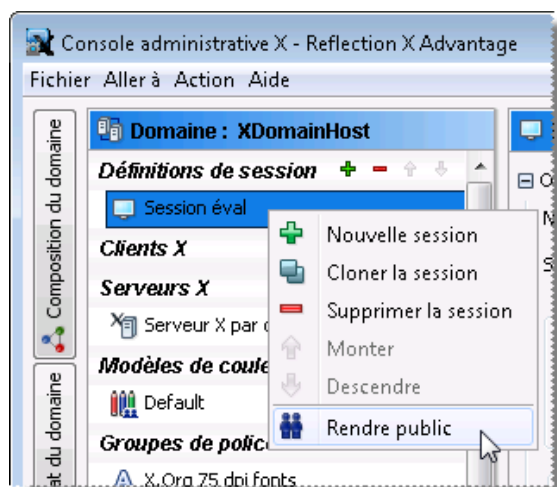 Console administrative X - Reflection X Advantage
Fichier Aller à Action Aide
Composition du domaine
Domaine : XDomainHost
Définitions de session
Session éval
Clients X
Serveurs X
Serveur X par
Modèles de
Default
Groupes de
X.Org 75 dpi fonts
du domaine
Nouvelle session
Cloner la session
Supprimer la session
Monter
Descendre
Rendre public